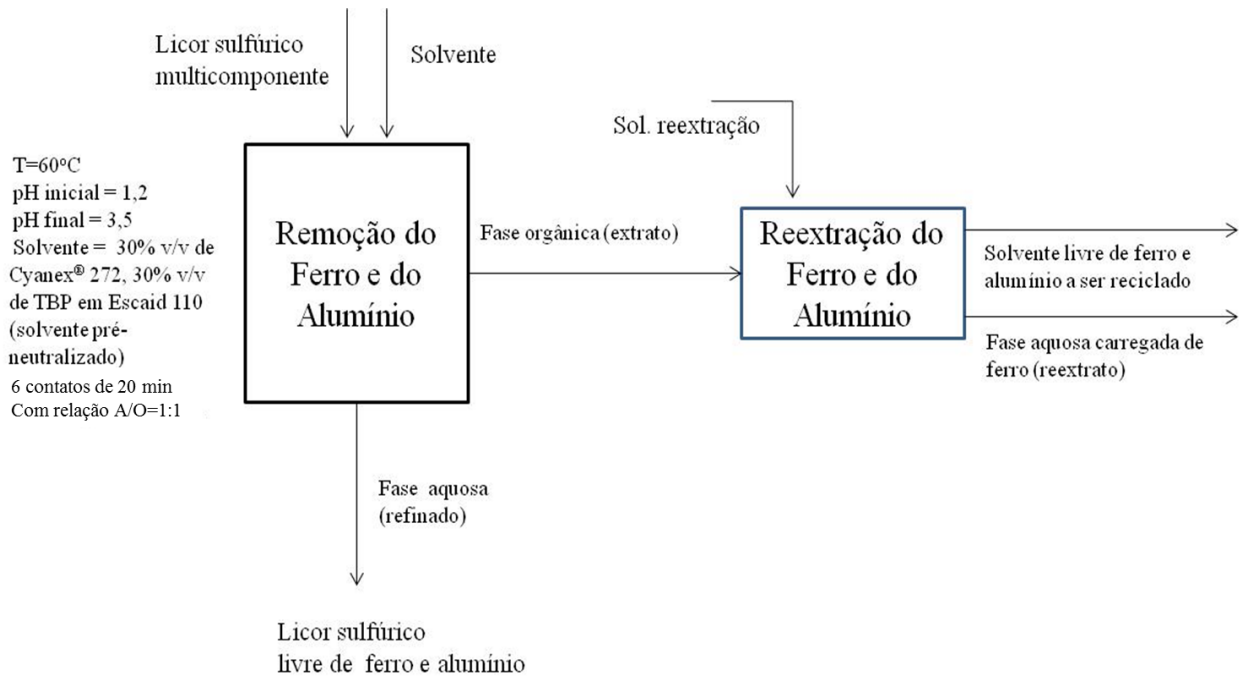 Licor sulfúrico
multicomponente
Solvente
Sol. reextração
T=60ºC
pH inicial = 1,2
pH final = 3,5
Solvente = 30% v/v de
Cyanex® 272, 30% v/v
de TBP em Escaid 110
(solvente pré-
neutralizado)
6 contatos de 20 min
Com relação A/O=1:1
Remoção do
Ferro e do
Alumínio
Fase orgânica (extrato)
Reextração do
Ferro e do
Alumínio
Solvente livre de ferro e
alumínio a ser reciclado
Fase aquosa carregada de
ferro (reextrato)
Fase aquosa
(refinado)
Licor sulfúrico
livre de ferro e alumínio